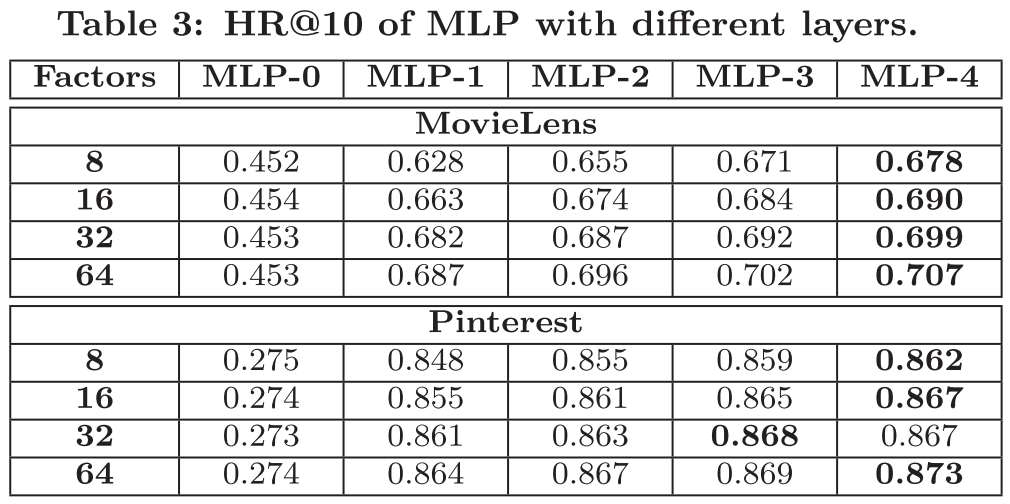 Table 3: HR@10 of MLP with different layers.
Factors MLP-0 MLP-1 MLP-2 MLP-3 MLP-4
MovieLens
8 0.452 0.628 0.655 0.671 0.678
16 0.454 0.663 0.674 0.684 0.690
32 0.453 0.682 0.687 0.692 0.699
64 0.453 0.687 0.696 0.702 0.707
Pinterest
8 0.275 0.848 0.855 0.859 0.862
16 0.274 0.855 0.861 0.865 0.867
32 0.273 0.861 0.863 0.868 0.867
64 0.274 0.864 0.867 0.869 0.873